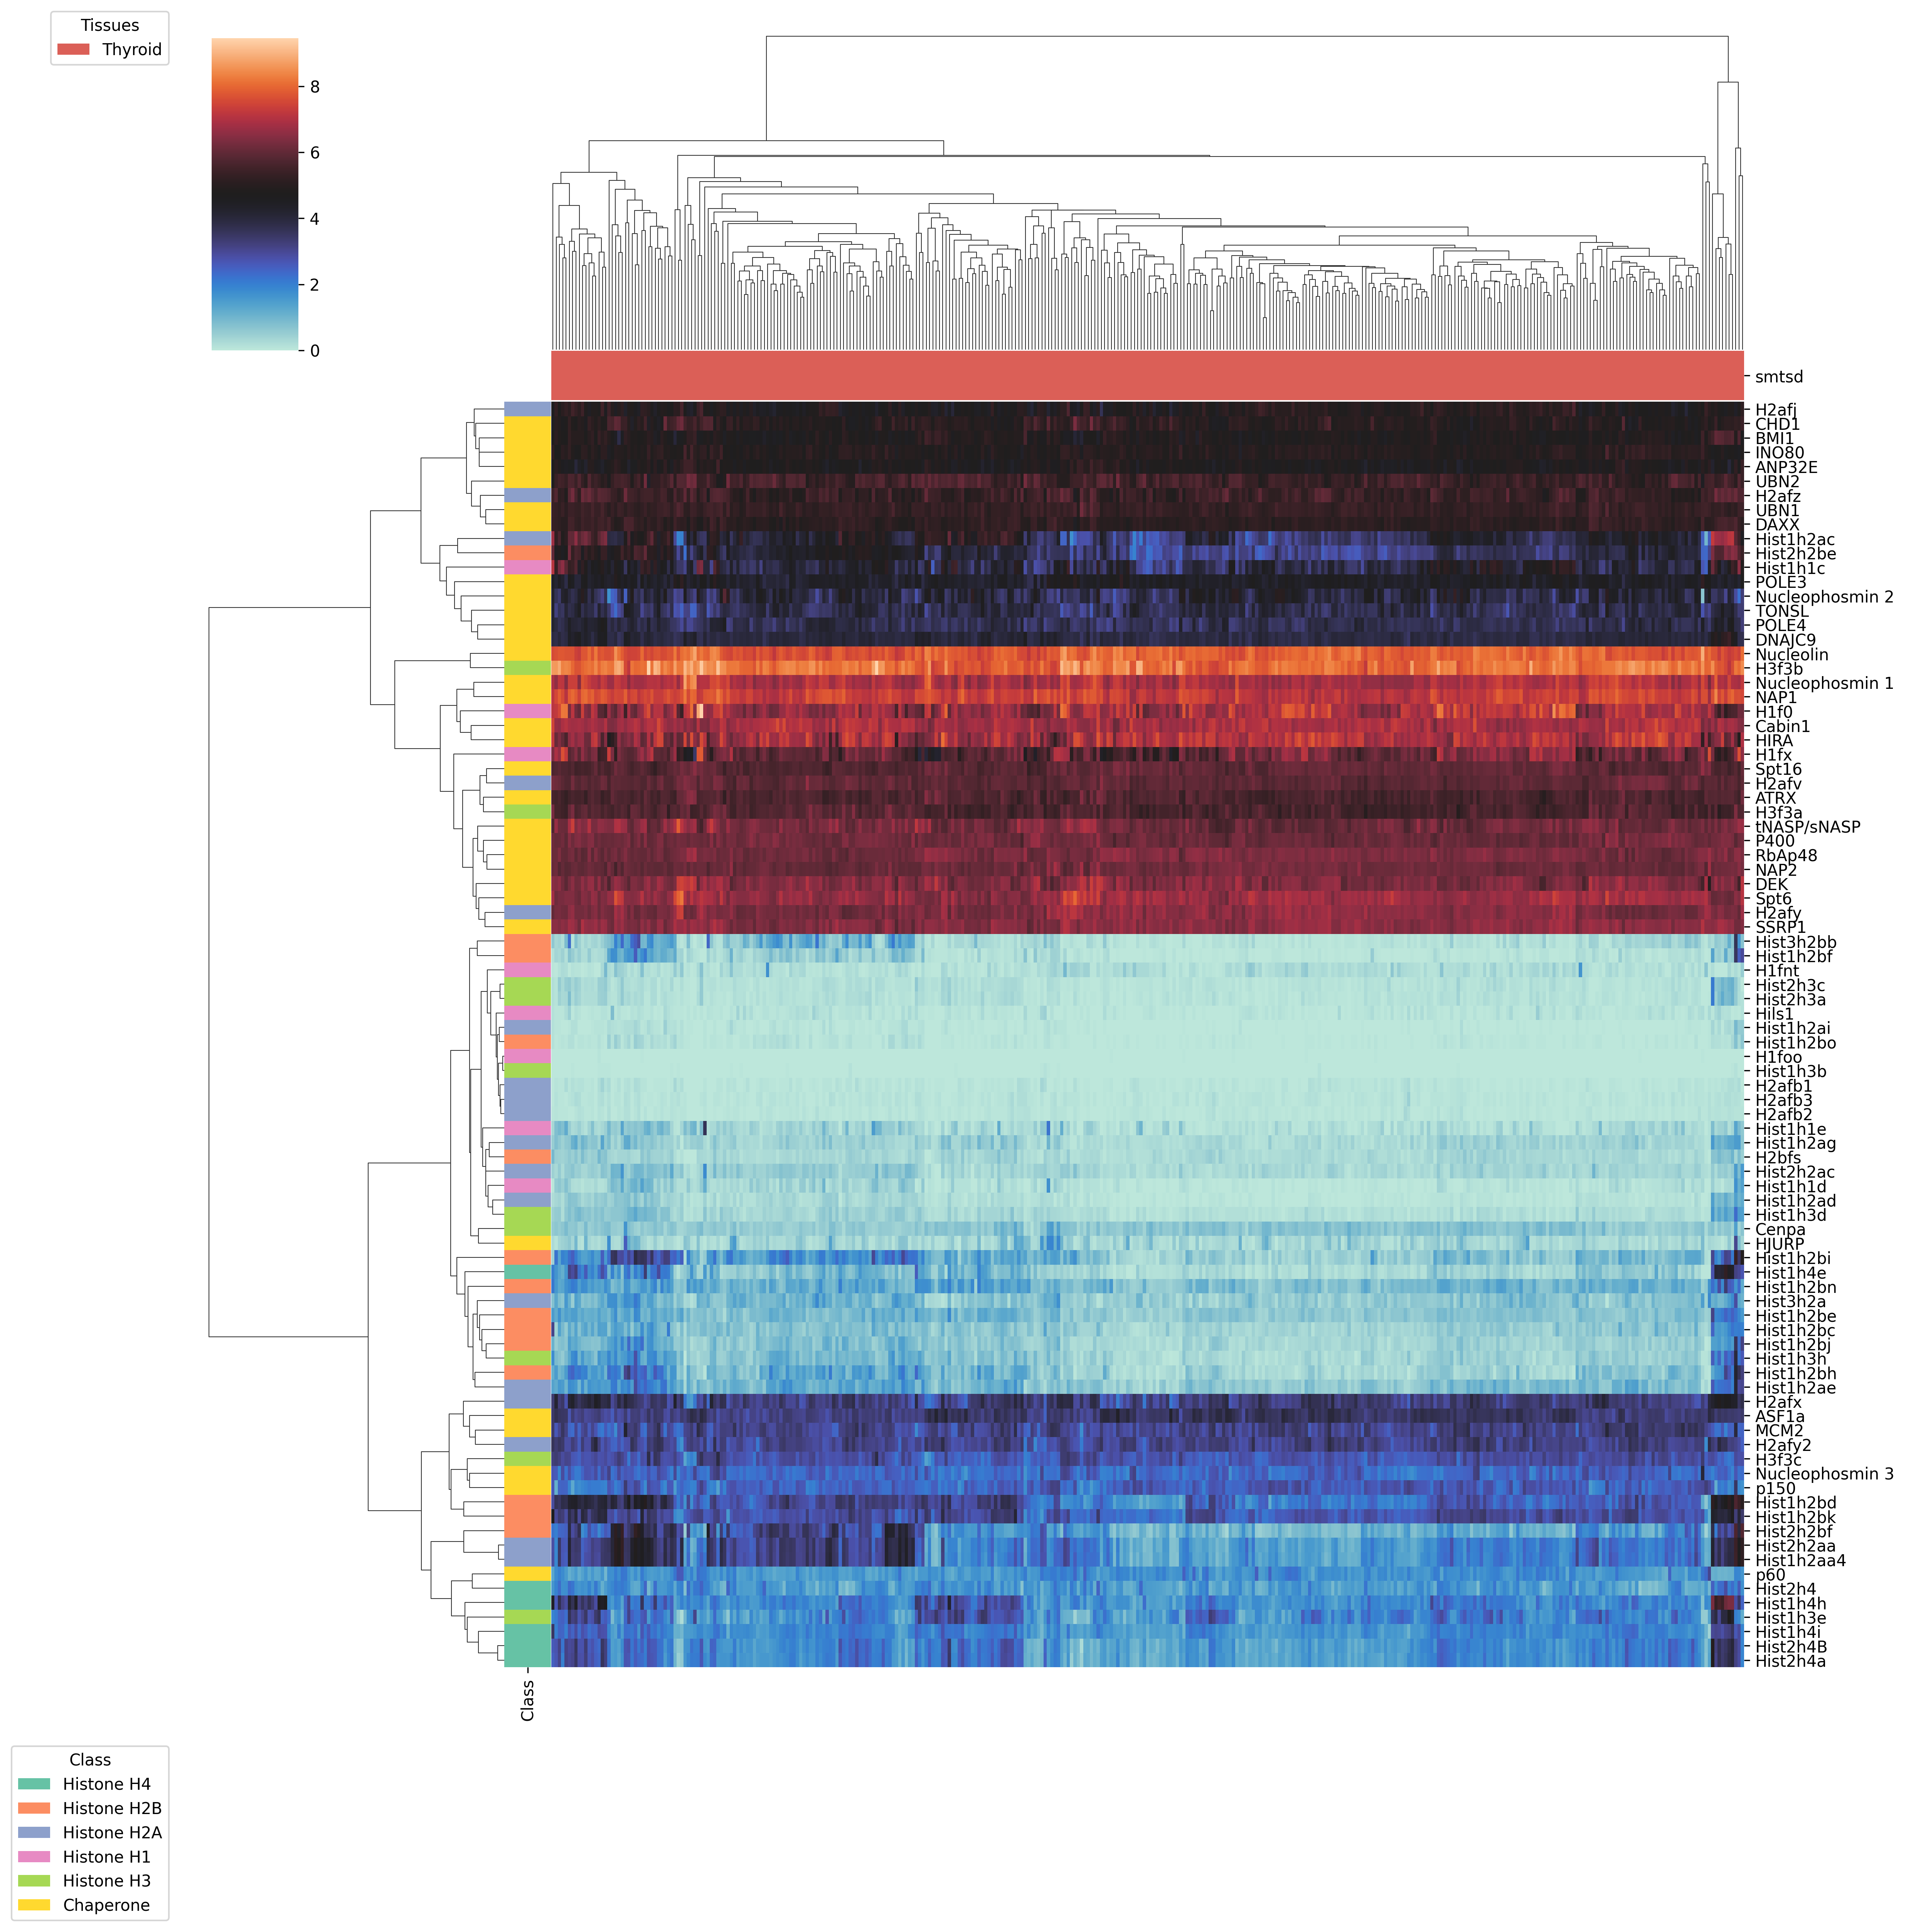 Tissues
Thyroid
8
6
4
2
0
smtsd
H2afj
CHD1
BMI1
INO80
ANP32E
UBN2
H2afz
UBN1
DAXX
Hist1h2ac
Hist2h2be
Hist1h1c
POLE3
Nucleophosmin 2
TONSL
POLE4
DNAJC9
Nucleolin
H3f3b
Nucleophosmin 1
NAP1
H1f0
Cabin1
HIRA
H1fx
Spt16
H2afv
ATRX
H3f3a
tNASP/sNASP
P400
RbAp48
NAP2
DEK
Spt6
H2afy
SSRP1
Hist3h2bb
Hist1h2bf
H1fnt
Hist2h3c
Hist2h3a
Hils1
Hist1h2ai
Hist1h2bo
H1foo
Hist1h3b
H2afb1
H2afb3
H2afb2
Hist1h1e
Hist1h2ag
H2bfs
Hist2h2ac
Hist1h1d
Hist1h2ad
Hist1h3d
Cenpa
HJURP
Hist1h2bi
Hist1h4e
Hist1h2bn
Hist3h2a
Hist1h2be
Hist1h2bc
Hist1h2bj
Hist1h3h
Hist1h2bh
Hist1h2ae
H2afx
ASF1a
MCM2
H2afy2
H3f3c
Nucleophosmin 3
p150
Hist1h2bd
Hist1h2bk
Hist2h2bf
Hist2h2aa
Hist1h2aa4
p60
Hist2h4
Hist1h4h
Hist1h3e
Hist1h4i
Hist2h4B
Hist2h4a
Class
Class
Histone H4
Histone H2B
Histone H2A
Histone H1
Histone H3
Chaperone